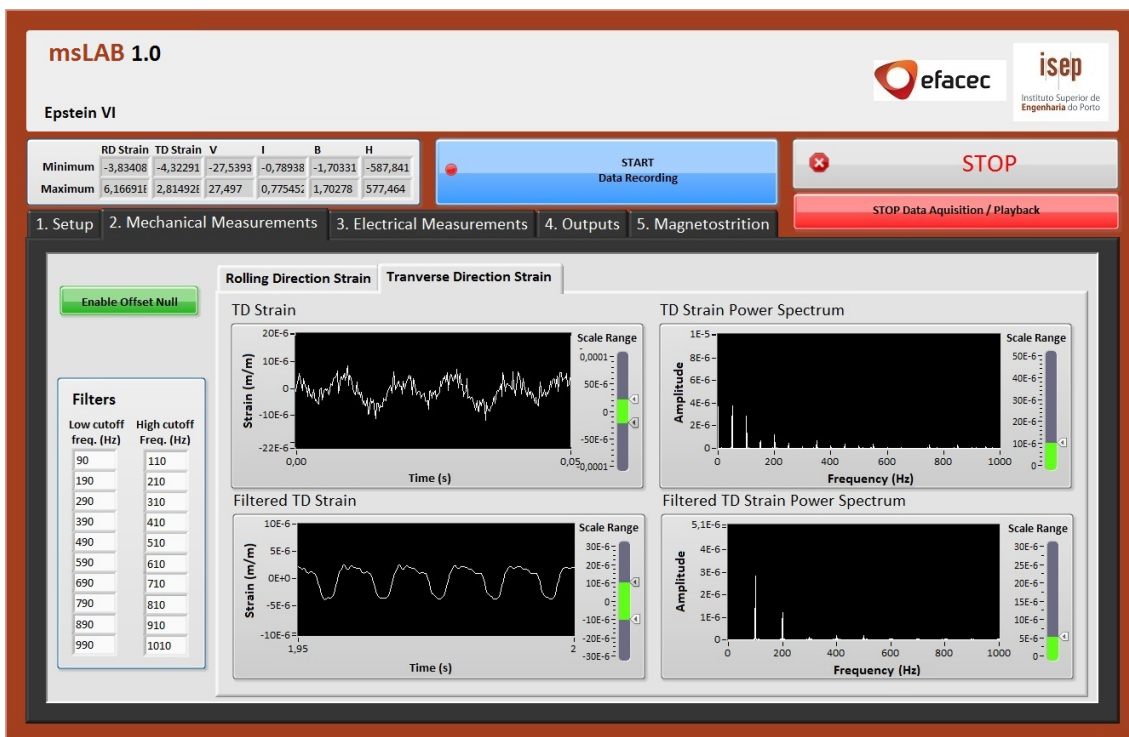 msLAB 1.0
Epstein VI
efacec
isep
Instituto Superior de
Engenharia do Porto
RD Strain TD Strain V I B H
Minimum -3,83408 -4,32291 -27,5393 -0,78938 -1,70331 -587,841
Maximum 6,16691E 2,81492E 27,497 0,775452 1,70278 577,464
START
Data Recording
STOP
STOP Data Aquisition / Playback
1. Setup 2. Mechanical Measurements 3. Electrical Measurements 4. Outputs 5. Magnetostrition
Enable Offset Null
Rolling Direction Strain Tranverse Direction Strain
Filters
Low cutoff High cutoff
freq. (Hz) Freq. (Hz)
90 110
190 210
290 310
390 410
490 510
590 610
690 710
790 810
890 910
990 1010
TD Strain
Strain (m/m)
20E-6
10E-6
0
-10E-6
-22E-6
0,00 0,05
Time (s)
Scale Range
0,0001
50E-6
0
-50E-6
-0,0001
TD Strain Power Spectrum
Amplitude
1E-5
8E-6
6E-6
4E-6
2E-6
0
0 200 400 600 800 1000
Frequency (Hz)
Scale Range
50E-6
40E-6
30E-6
20E-6
10E-6
0
Filtered TD Strain
Strain (m/m)
10E-6
5E-6
0E+0
-5E-6
-10E-6
1,95 2
Time (s)
Scale Range
30E-6
20E-6
10E-6
0
-10E-6
-20E-6
-30E-6
Filtered TD Strain Power Spectrum
Amplitude
5,1E-6
4E-6
3E-6
2E-6
1E-6
0
0 200 400 600 800 1000
Frequency (Hz)
Scale Range
30E-6
25E-6
20E-6
15E-6
10E-6
5E-6
0